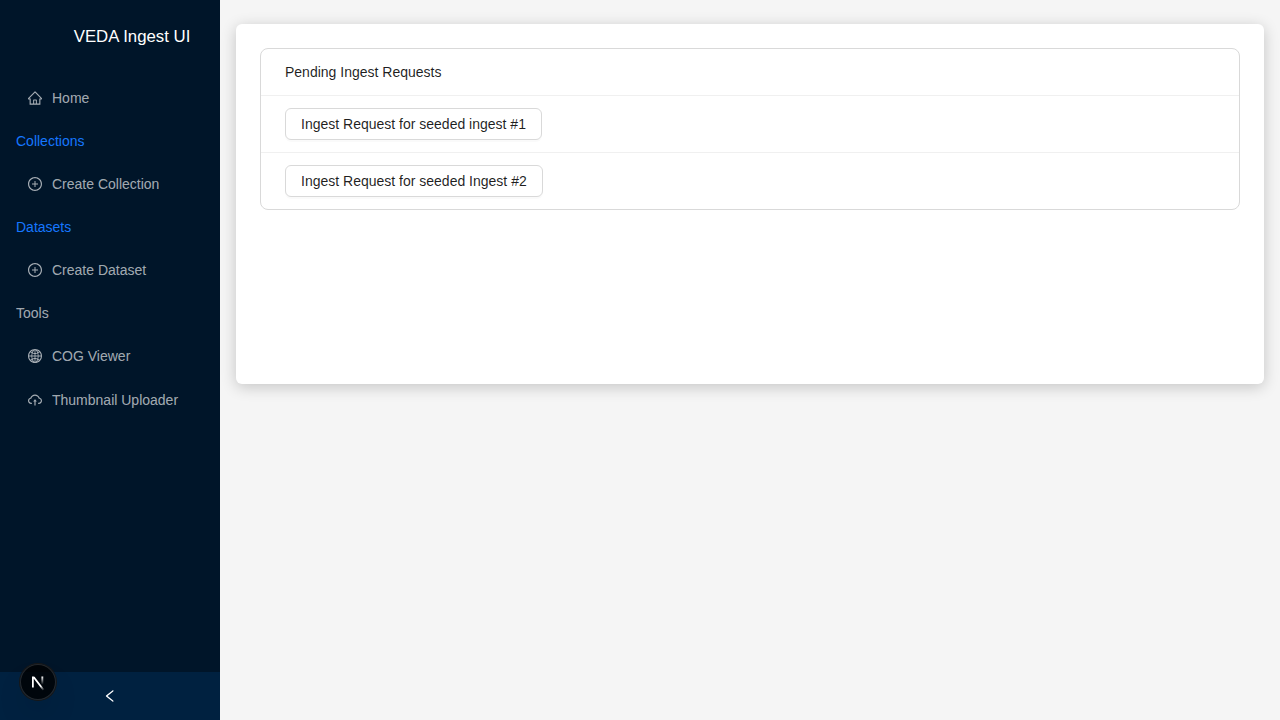 VEDA Ingest UI
Home
Collections
Create Collection
Datasets
Create Dataset
Tools
COG Viewer
Thumbnail Uploader
N
Pending Ingest Requests
Ingest Request for seeded ingest #1
Ingest Request for seeded Ingest #2